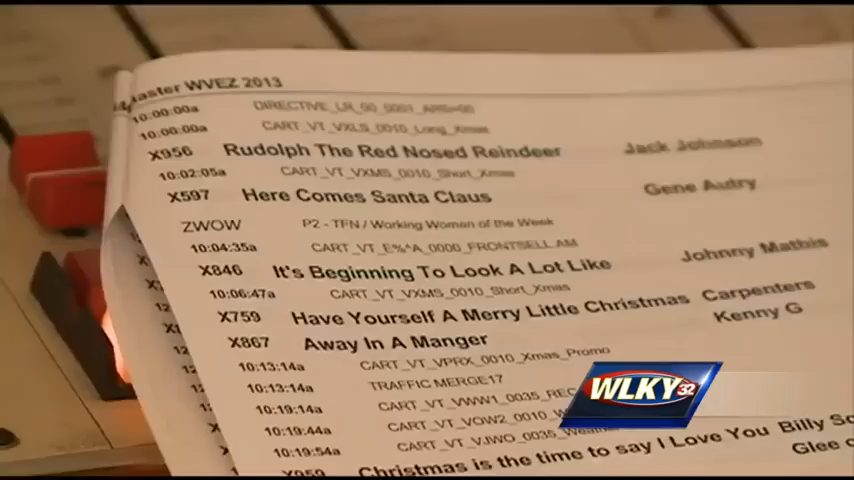 Master WVEZ 2013
10:00:00a DIRECTIVE_LR_00_0001_ARS=00
10:00:00a CART_VT_VXLS_0010_Long_Xmas
X956 Rudolph The Red Nosed Reindeer Jack Johnson
10:02:05a CART_VT_VXMS_0010_Short_Xmas
X597 Here Comes Santa Claus Gene Autry
ZWOW P2 - TFN / Working Woman of the Week
10:04:35a CART_VT_E%^A_0000_FRONTSELL_AM
X846 It's Beginning To Look A Lot Like Johnny Mathis
10:06:47a CART_VT_VXMS_0010_Short_Xmas
X759 Have Yourself A Merry Little Christmas Carpenters
X867 Away In A Manger Kenny G
10:13:14a CART_VT_VPRX_0010_Xmas_Promo
10:13:14a TRAFFIC MERGE17
10:19:14a CART_VT_VWW1_0035_REC
10:19:44a CART_VT_VOW2_0010_W
10:19:54a CART_VT_VJWO_0035_Weather
X959 Christmas is the time to say I Love You Billy Sq
Glee
WLKY 32